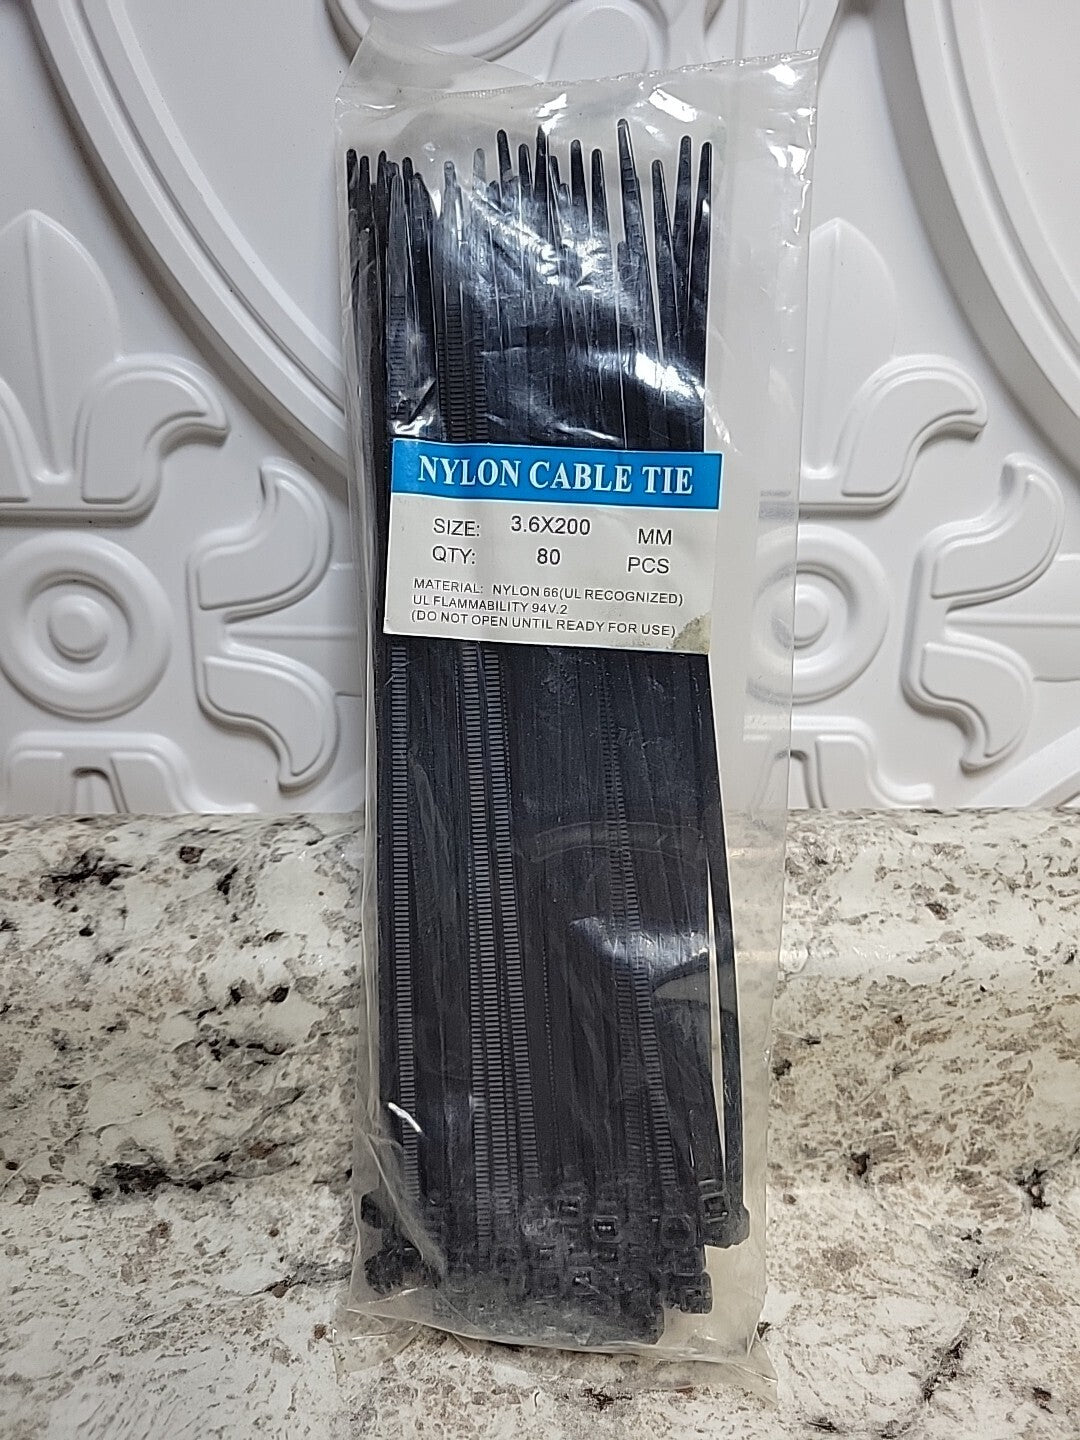 NYLON CABLE TIE
SIZE: 3.6X200 MM
QTY: 80 PCS
MATERIAL: NYLON 66(UL RECOGNIZED)
UL FLAMMABILITY 94V.2
(DO NOT OPEN UNTIL READY FOR USE)